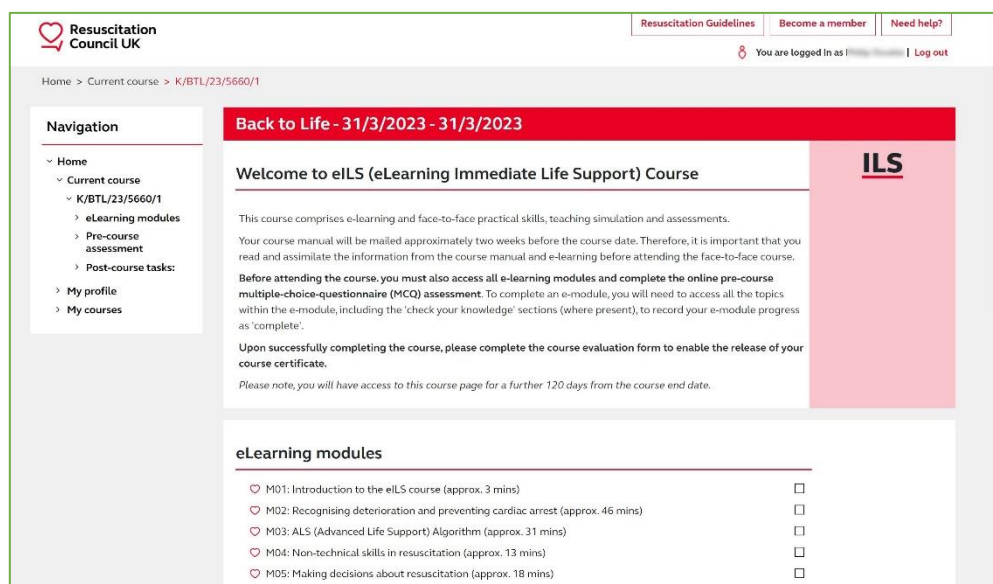 Resuscitation
Council UK
Resuscitation Guidelines
Become a member
Need help?
You are logged in as
| Log out
Home > Current course > K/BTL/23/5660/1
Navigation
Home
Current course
K/BTL/23/5660/1
eLearning modules
Pre-course
assessment
Post-course tasks:
My profile
My courses
Back to Life - 31/3/2023 - 31/3/2023
ILS
Welcome to eILS (eLearning Immediate Life Support) Course
This course comprises e-learning and face-to-face practical skills, teaching simulation and assessments.
Your course manual will be mailed approximately two weeks before the course date. Therefore, it is important that you
read and assimilate the information from the course manual and e-learning before attending the face-to-face course.
Before attending the course, you must also access all e-learning modules and complete the online pre-course
multiple-choice-questionnaire (MCQ) assessment. To complete an e-module, you will need to access all the topics
within the e-module, including the 'check your knowledge' sections (where present), to record your e-module progress
as 'complete'.
Upon successfully completing the course, please complete the course evaluation form to enable the release of your
course certificate.
Please note, you will have access to this course page for a further 120 days from the course end date.
eLearning modules
M01: Introduction to the eILS course (approx. 3 mins)
M02: Recognising deterioration and preventing cardiac arrest (approx. 46 mins)
M03: ALS (Advanced Life Support) Algorithm (approx. 31 mins)
M04: Non-technical skills in resuscitation (approx. 13 mins)
M05: Making decisions about resuscitation (approx. 18 mins)